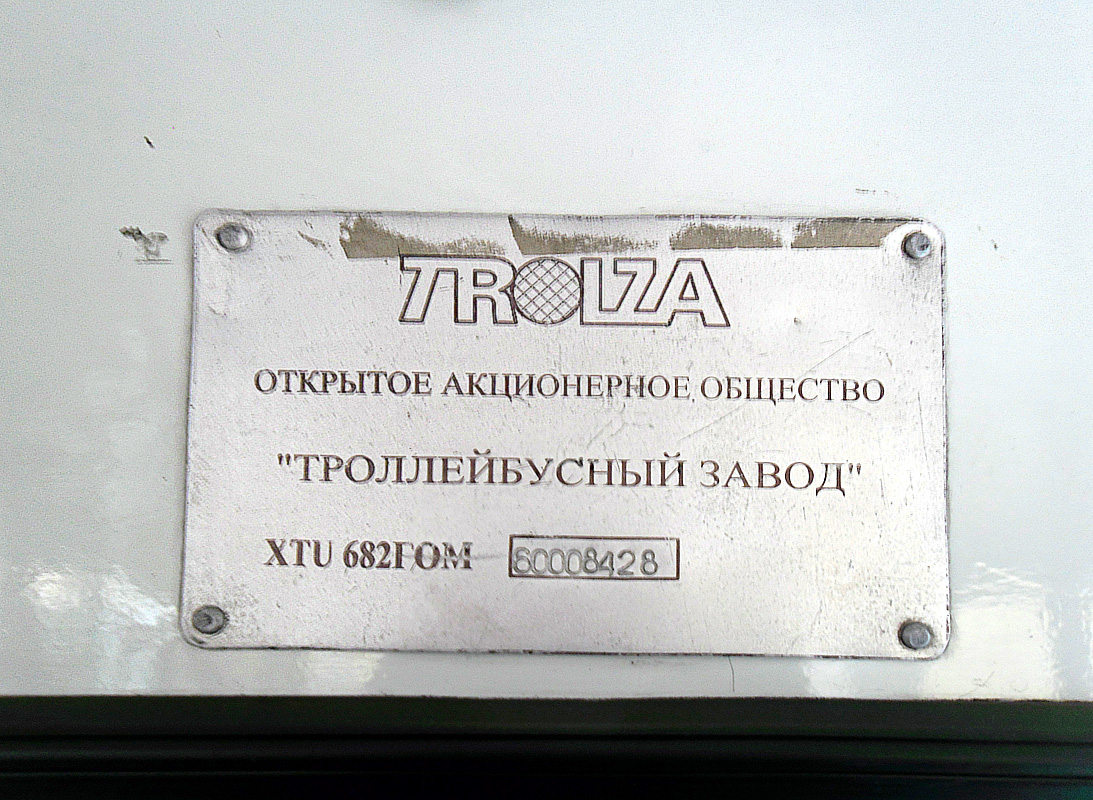 TROLZA
ОТКРЫТОЕ АКЦИОНЕРНОЕ ОБЩЕСТВО
"ТРОЛЛЕЙБУСНЫЙ ЗАВОД"
XTU 682ГОМ 60008428